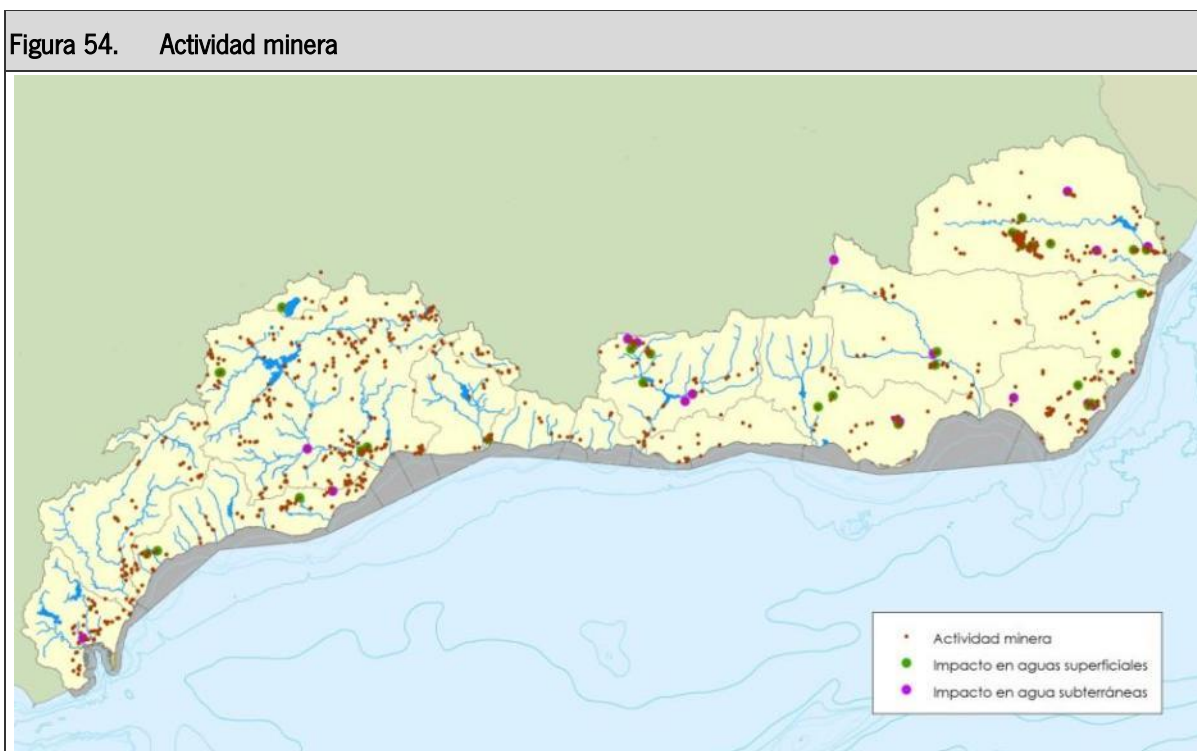 Figura 54. Actividad minera
Actividad minera
Impacto en aguas superficiales
Impacto en agua subterráneas